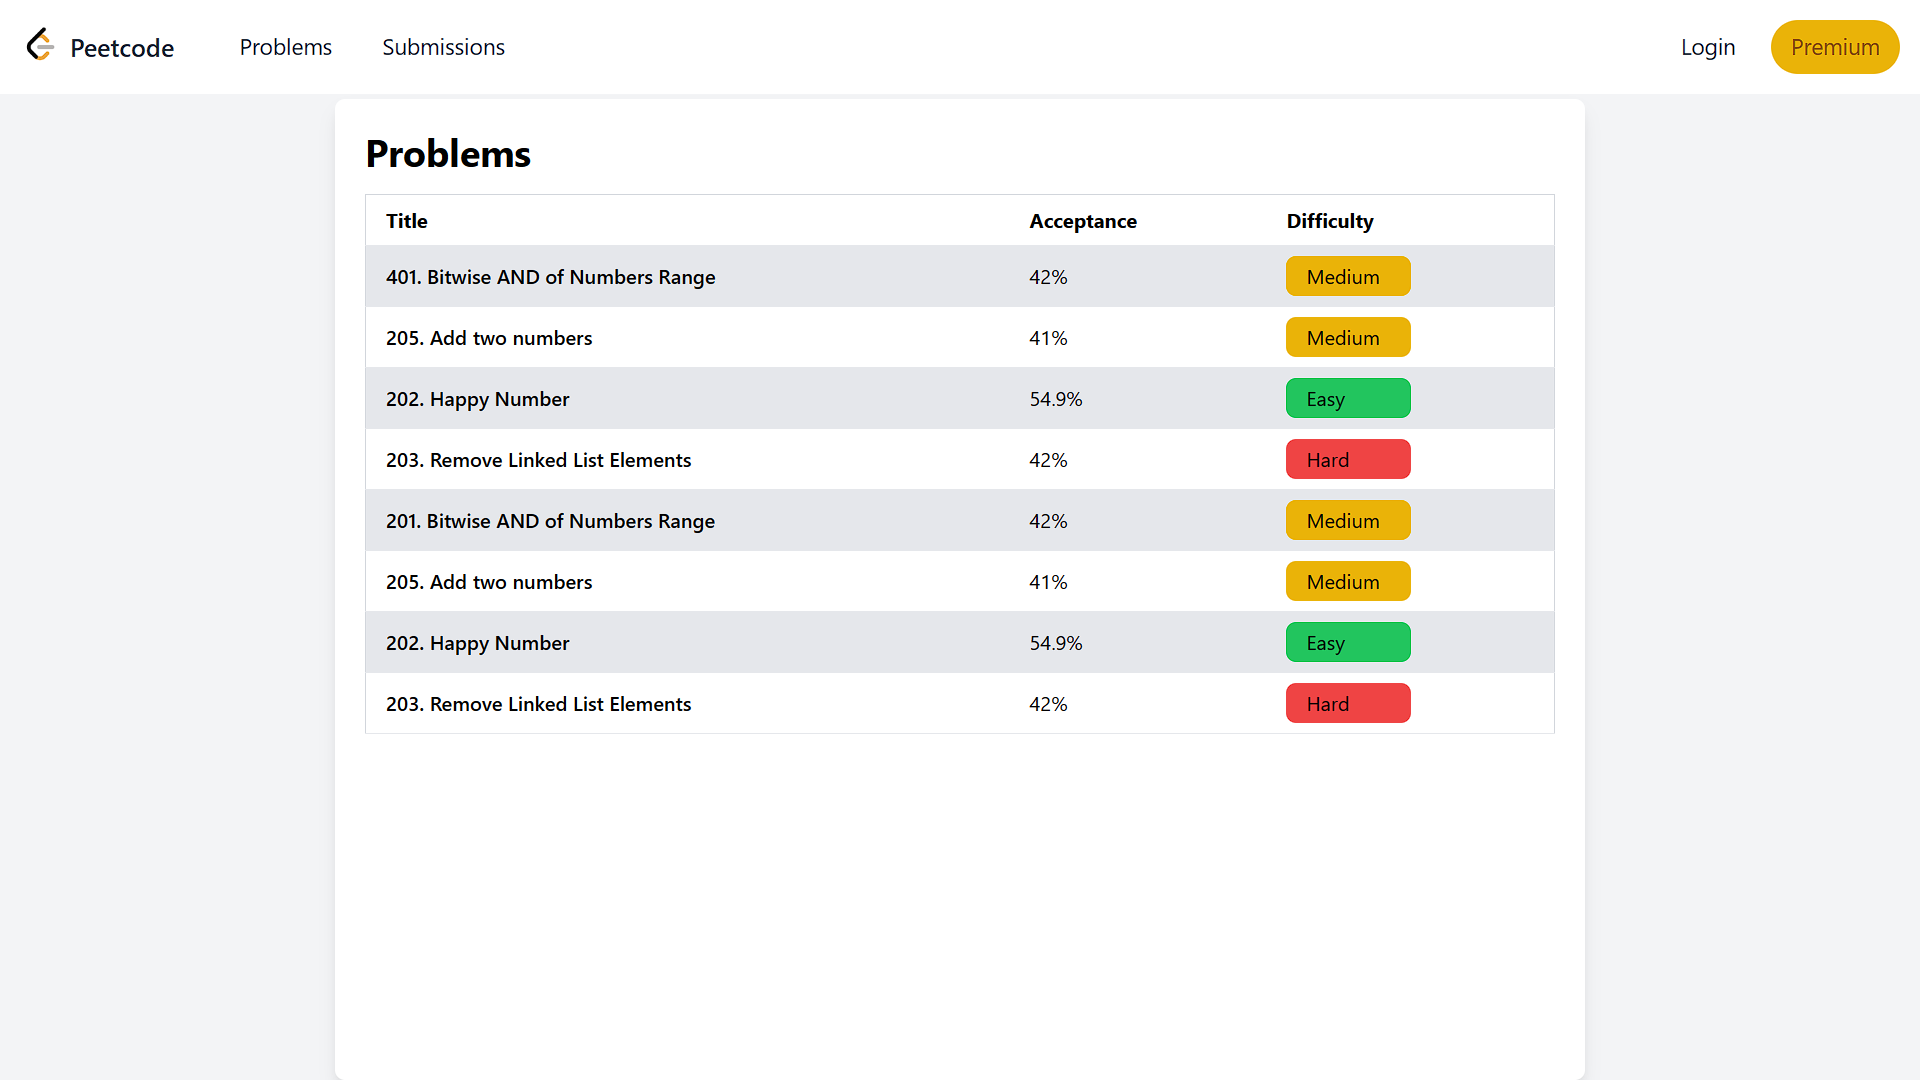 Peetcode Problems Submissions Login Premium
Problems
Title Acceptance Difficulty
401. Bitwise AND of Numbers Range 42% Medium
205. Add two numbers 41% Medium
202. Happy Number 54.9% Easy
203. Remove Linked List Elements 42% Hard
201. Bitwise AND of Numbers Range 42% Medium
205. Add two numbers 41% Medium
202. Happy Number 54.9% Easy
203. Remove Linked List Elements 42% Hard